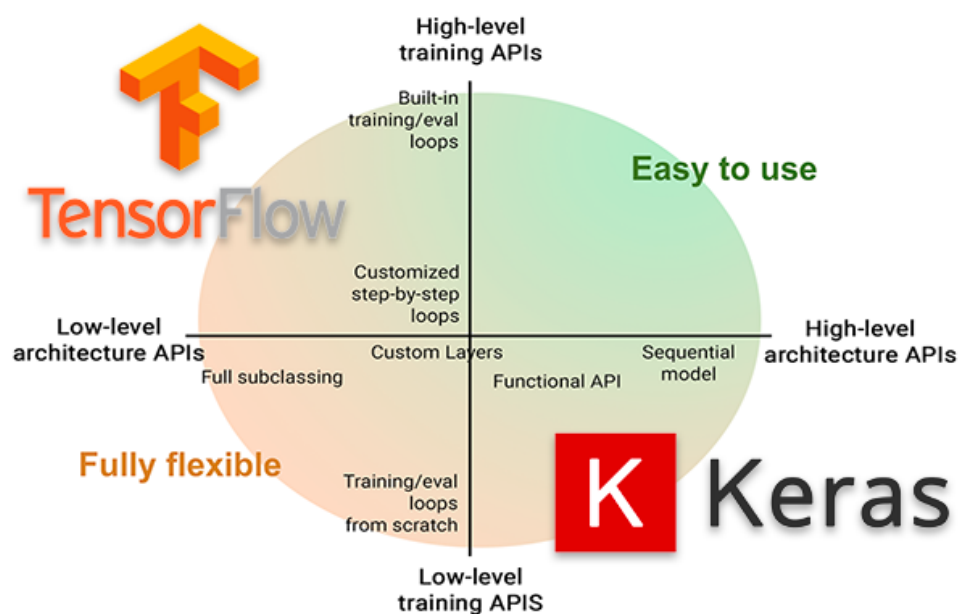 High-level
training APIs
Built-in
training/eval
loops
Easy to use
TensorFlow
Customized
step-by-step
loops
Low-level
architecture APIs
High-level
architecture APIs
Custom Layers
Sequential
model
Full subclassing
Functional API
Fully flexible
Training/eval
loops
from scratch
K Keras
Low-level
training APIS